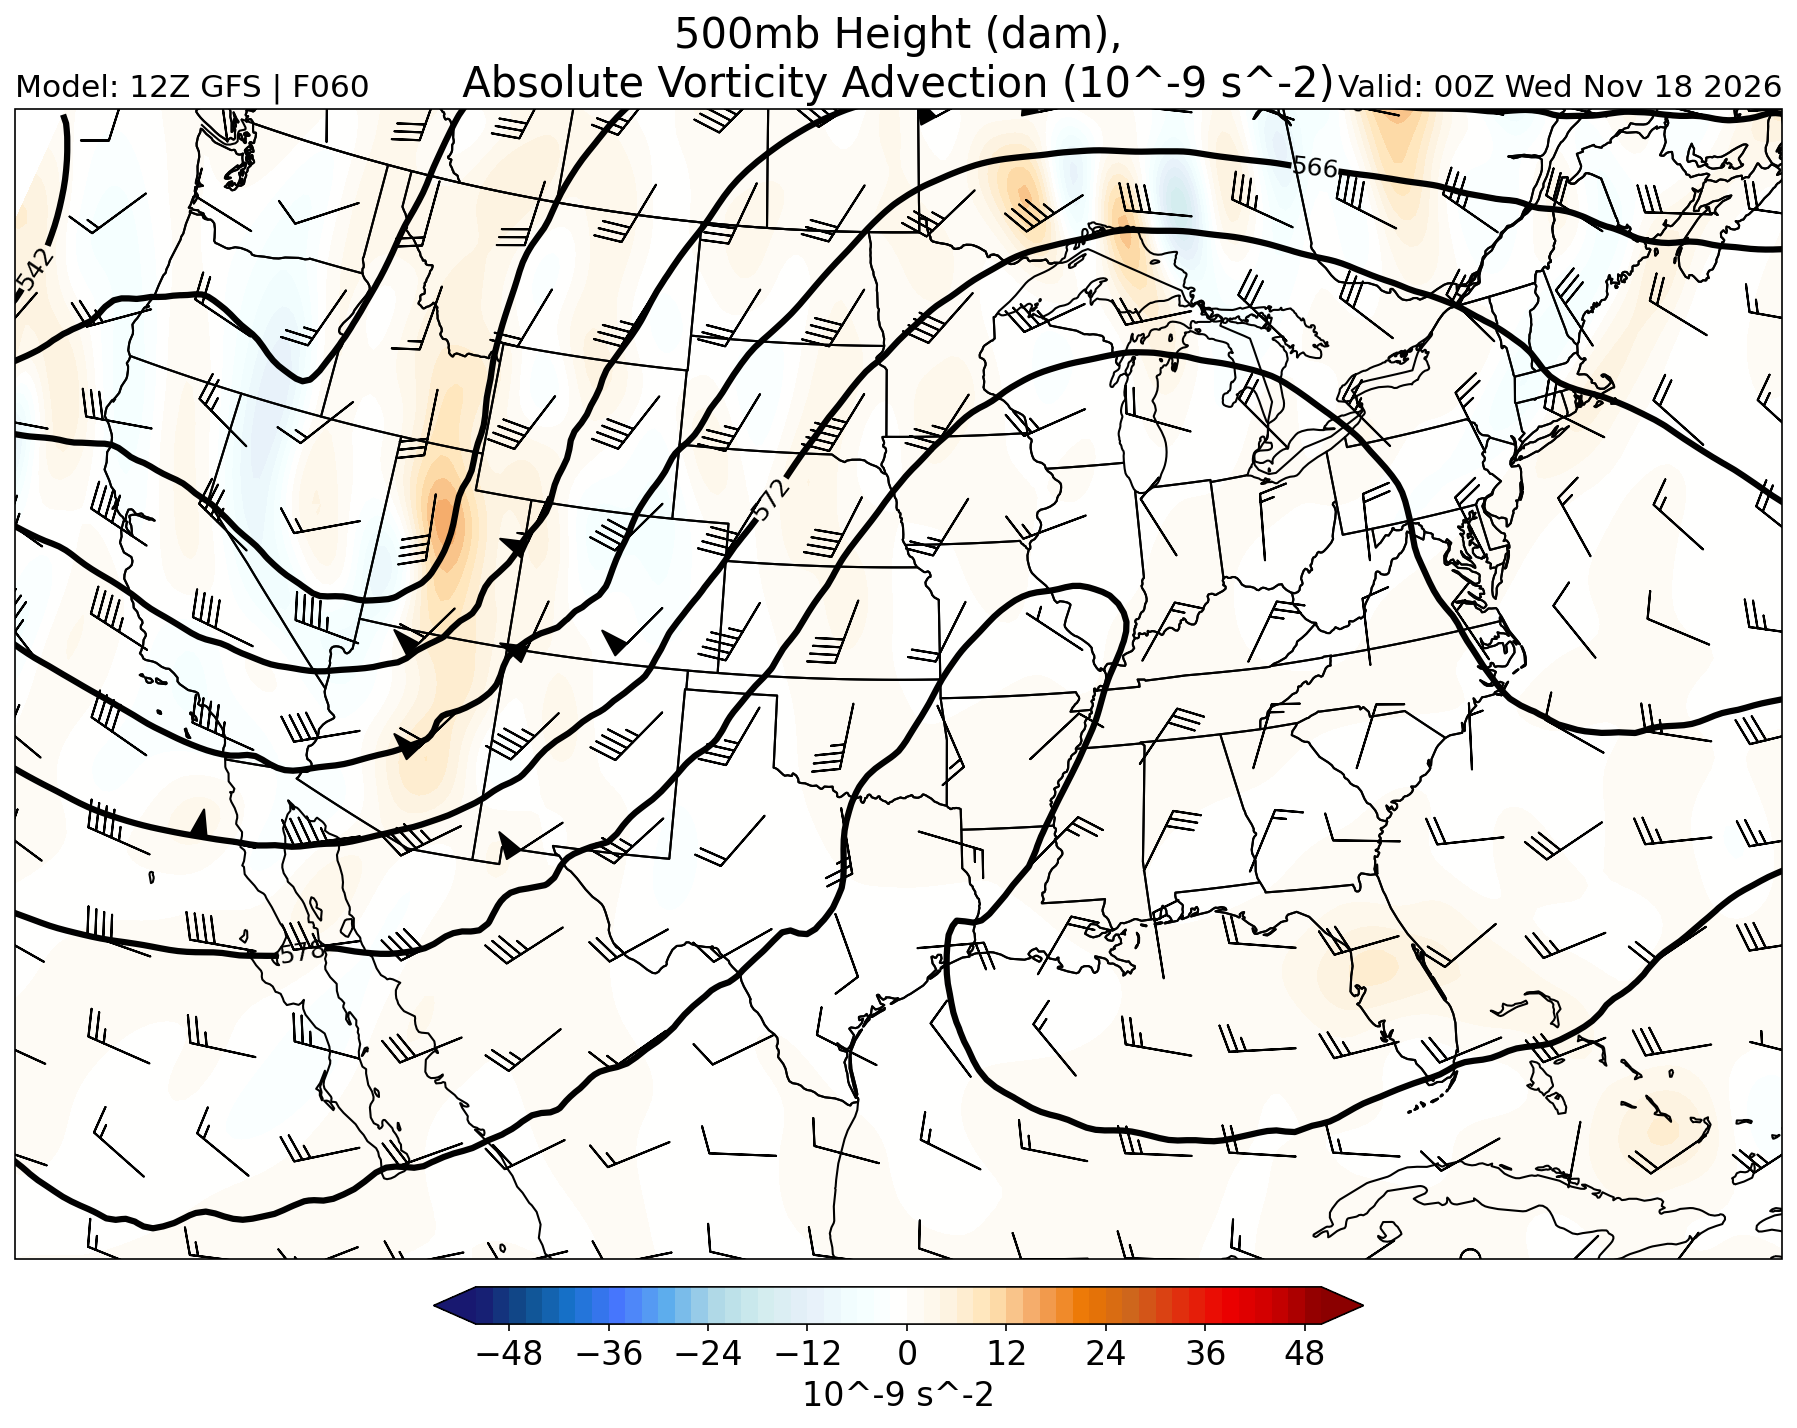 500mb Height (dam),
Model: 12Z GFS | F060
Absolute Vorticity Advection (10^-9 s^-2)
Valid: 00Z Wed Nov 18 2026
566
542
572
578
−48 −36 −24 −12 0 12 24 36 48
10^-9 s^-2